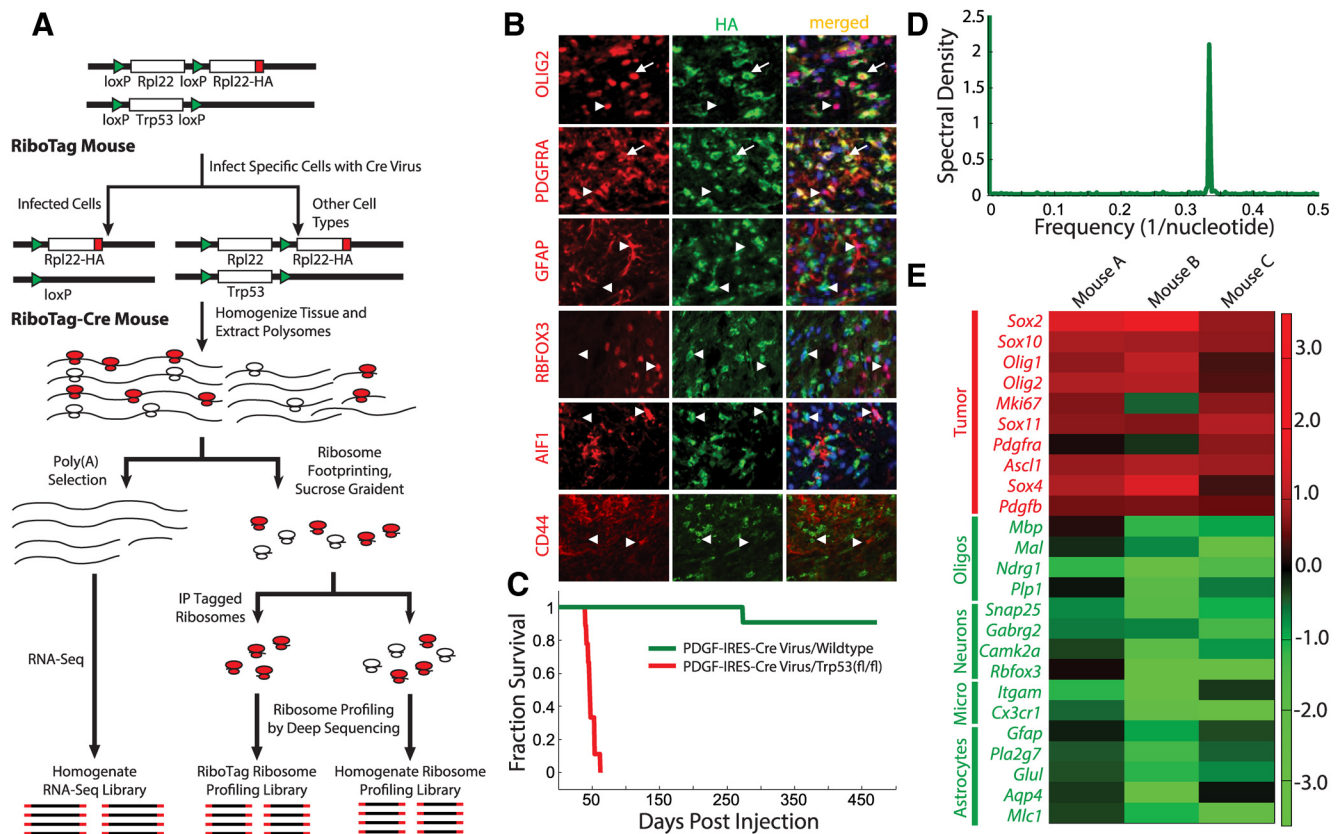 A
loxP Rpl22 loxP Rpl22-HA
loxP Trp53 loxP
RiboTag Mouse
Infect Specific Cells with Cre Virus
Infected Cells
Other Cell
Types
Rpl22-HA
Rpl22
Rpl22-HA
loxP
Trp53
RiboTag-Cre Mouse
Homogenize Tissue and
Extract Polysomes
Poly(A)
Selection
Ribosome
Footprinting,
Sucrose Graident
IP Tagged
Ribosomes
RNA-Seq
Ribosome Profiling
by Deep Sequencing
Homogenate
RNA-Seq Library
RiboTag Ribosome
Profiling Library
Homogenate Ribosome
Profiling Library
B
HA
merged
OLIG2
PDGFRA
GFAP
RBFOX3
AIF1
CD44
C
Fraction Survival
1
0.8
0.6
0.4
0.2
0
PDGF-IRES-Cre Virus/Wildtype
PDGF-IRES-Cre Virus/Trp53(fl/fl)
50 150 250 350 450
Days Post Injection
D
Spectral Density
2.5
2
1.5
1
0.5
0
0 0.1 0.2 0.3 0.4 0.5
Frequency (1/nucleotide)
E
Mouse A
Mouse B
Mouse C
Tumor
Sox2
Sox10
Olig1
Olig2
Mki67
Sox11
Pdgfra
Ascl1
Sox4
Pdgfb
Oligos
Mbp
Mal
Ndrg1
Plp1
Neurons
Snap25
Gabrg2
Camk2a
Rbfox3
Micro
Itgam
Cx3cr1
Astrocytes
Gfap
Pla2g7
Glul
Aqp4
Mlc1
3.0
2.0
1.0
0.0
-1.0
-2.0
-3.0